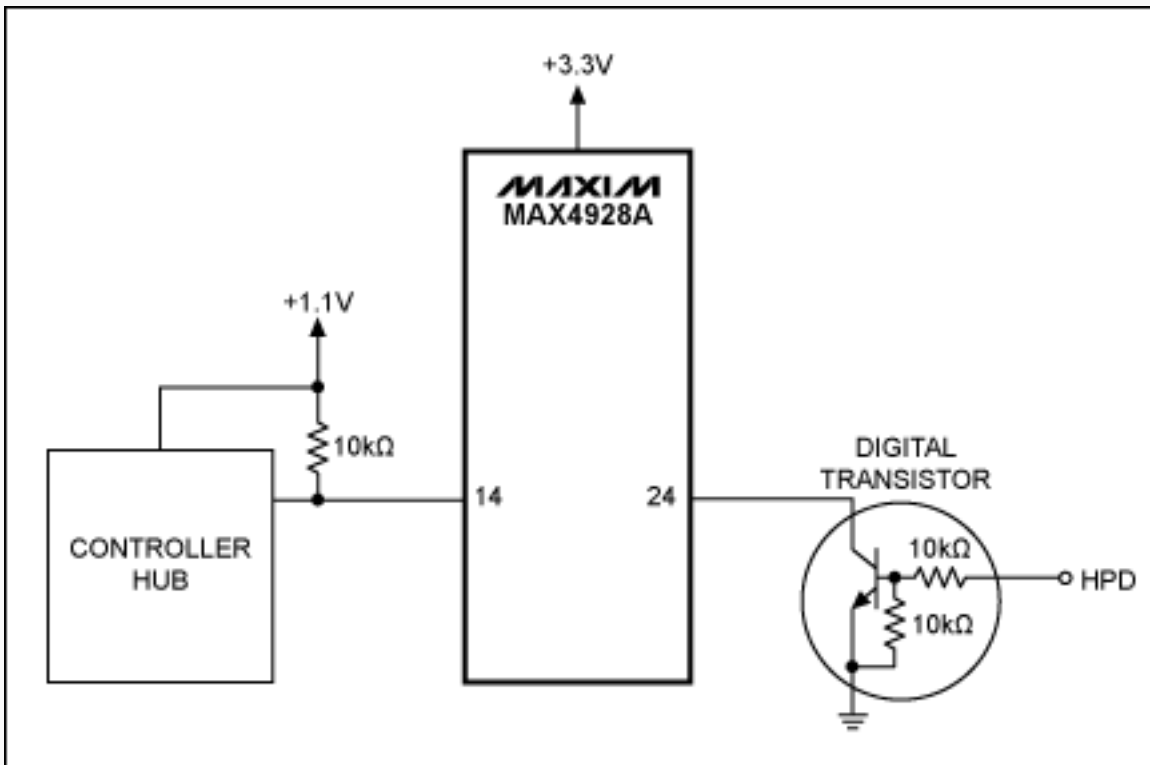 +3.3V
MAXIM
MAX4928A
+1.1V
10kΩ
14
24
CONTROLLER
HUB
DIGITAL
TRANSISTOR
10kΩ
HPD
10kΩ